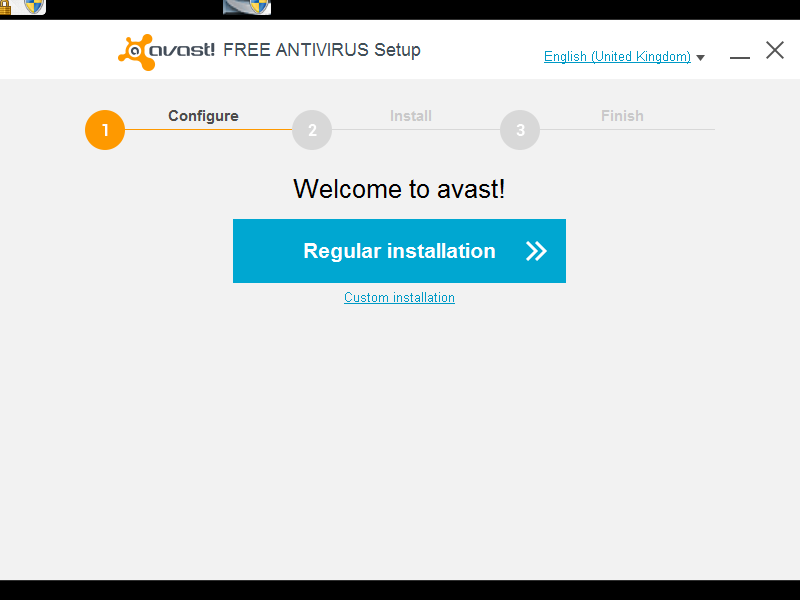 avast! FREE ANTIVIRUS Setup
English (United Kingdom)
Configure
Install
Finish
1
2
3
Welcome to avast!
Regular installation
Custom installation